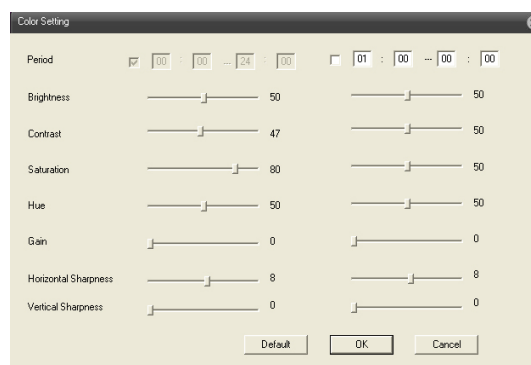 Color Setting
Period 00 : 00 ... 24 : 00 01 : 00 ... 00 : 00
Brightness 50 50
Contrast 47 50
Saturation 80 50
Hue 50 50
Gain 0 0
Horizontal Sharpness 8 8
Vertical Sharpness 0 0
Default OK Cancel